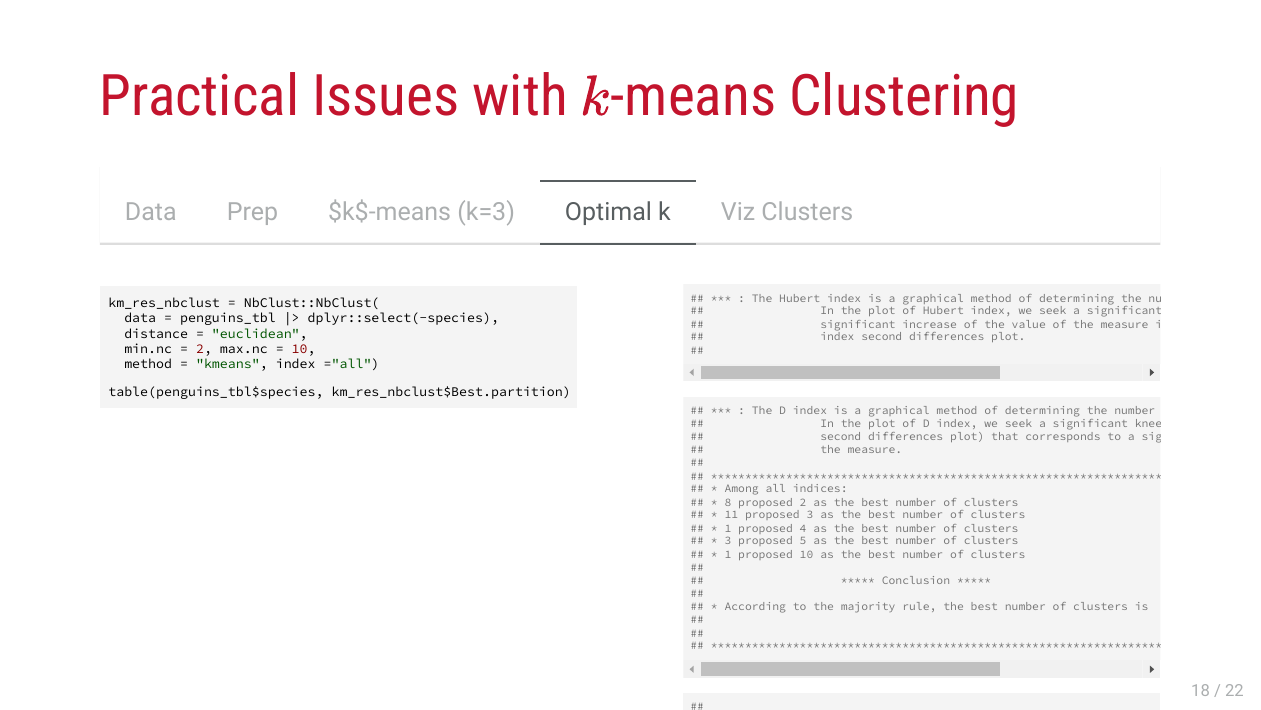 Practical Issues with k-means Clustering
Data Prep $k$-means (k=3) Optimal k Viz Clusters
km_res_nbclust = NbClust::NbClust(
  data = penguins_tbl |> dplyr::select(-species),
  distance = "euclidean",
  min.nc = 2, max.nc = 10,
  method = "kmeans", index ="all")
table(penguins_tbl$species, km_res_nbclust$Best.partition)
## *** : The Hubert index is a graphical method of determining the nu
##                 In the plot of Hubert index, we seek a significant
##                 significant increase of the value of the measure i
##                 index second differences plot.
##
## *** : The D index is a graphical method of determining the number
##                 In the plot of D index, we seek a significant knee
##                 second differences plot) that corresponds to a sig
##                 the measure.
##
## *******************************************************************
## * Among all indices:
## * 8 proposed 2 as the best number of clusters
## * 11 proposed 3 as the best number of clusters
## * 1 proposed 4 as the best number of clusters
## * 3 proposed 5 as the best number of clusters
## * 1 proposed 10 as the best number of clusters
##
##                    ***** Conclusion *****
##
## * According to the majority rule, the best number of clusters is
##
##
## *******************************************************************
##
18 / 22